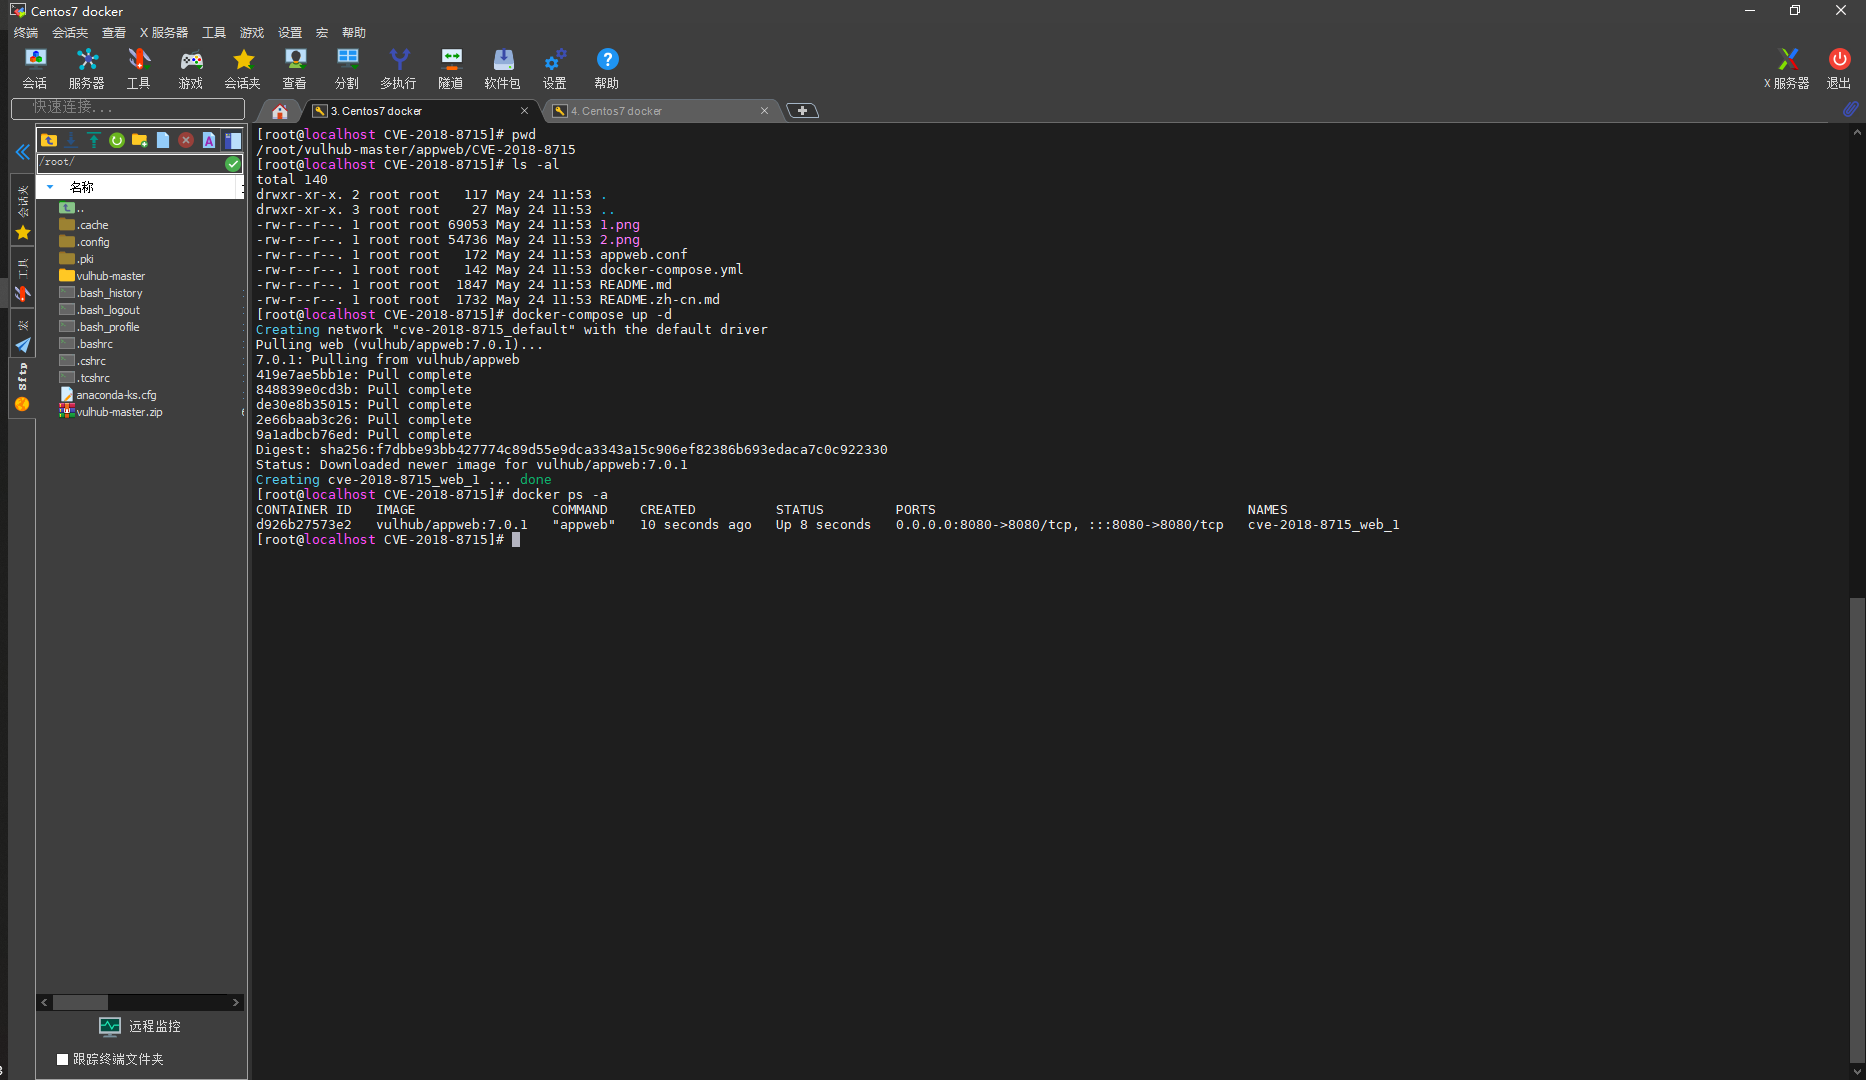 Centos7 docker
终端 会话夹 查看 X 服务器 工具 游戏 设置 宏 帮助
会话 服务器 工具 游戏 会话夹 查看 分割 多执行 隧道 软件包 设置 帮助 X 服务器 退出
快速连接...
3. Centos7 docker
4. Centos7 docker
/root/
名称
..
.cache
.config
.pki
vulhub-master
.bash_history
.bash_logout
.bash_profile
.bashrc
.cshrc
.tcshrc
anaconda-ks.cfg
vulhub-master.zip
会话夹
工具
宏
Sftp
远程监控
跟踪终端文件夹
[root@localhost CVE-2018-8715]# pwd
/root/vulhub-master/appweb/CVE-2018-8715
[root@localhost CVE-2018-8715]# ls -al
total 140
drwxr-xr-x. 2 root root   117 May 24 11:53 .
drwxr-xr-x. 3 root root    27 May 24 11:53 ..
-rw-r--r--. 1 root root 69053 May 24 11:53 1.png
-rw-r--r--. 1 root root 54736 May 24 11:53 2.png
-rw-r--r--. 1 root root   172 May 24 11:53 appweb.conf
-rw-r--r--. 1 root root   142 May 24 11:53 docker-compose.yml
-rw-r--r--. 1 root root  1847 May 24 11:53 README.md
-rw-r--r--. 1 root root  1732 May 24 11:53 README.zh-cn.md
[root@localhost CVE-2018-8715]# docker-compose up -d
Creating network "cve-2018-8715_default" with the default driver
Pulling web (vulhub/appweb:7.0.1)...
7.0.1: Pulling from vulhub/appweb
419e7ae5bb1e: Pull complete
848839e0cd3b: Pull complete
de30e8b35015: Pull complete
2e66baab3c26: Pull complete
9a1adbcb76ed: Pull complete
Digest: sha256:f7dbbe93bb427774c89d55e9dca3343a15c906ef82386b693edaca7c0c922330
Status: Downloaded newer image for vulhub/appweb:7.0.1
Creating cve-2018-8715_web_1 ... done
[root@localhost CVE-2018-8715]# docker ps -a
CONTAINER ID   IMAGE                 COMMAND    CREATED          STATUS         PORTS                                       NAMES
d926b27573e2   vulhub/appweb:7.0.1   "appweb"   10 seconds ago   Up 8 seconds   0.0.0.0:8080->8080/tcp, :::8080->8080/tcp   cve-2018-8715_web_1
[root@localhost CVE-2018-8715]#